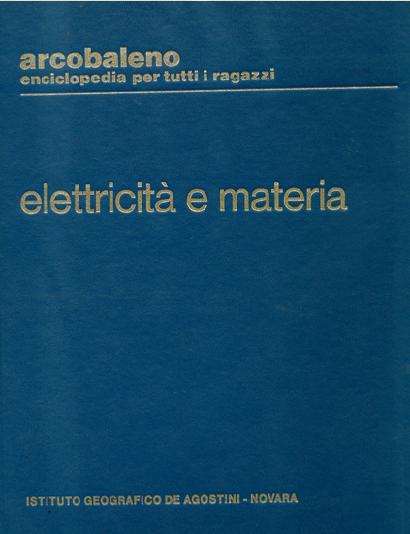 arcobaleno
enciclopedia per tutti i ragazzi
elettricità e materia
ISTITUTO GEOGRAFICO DE AGOSTINI - NOVARA